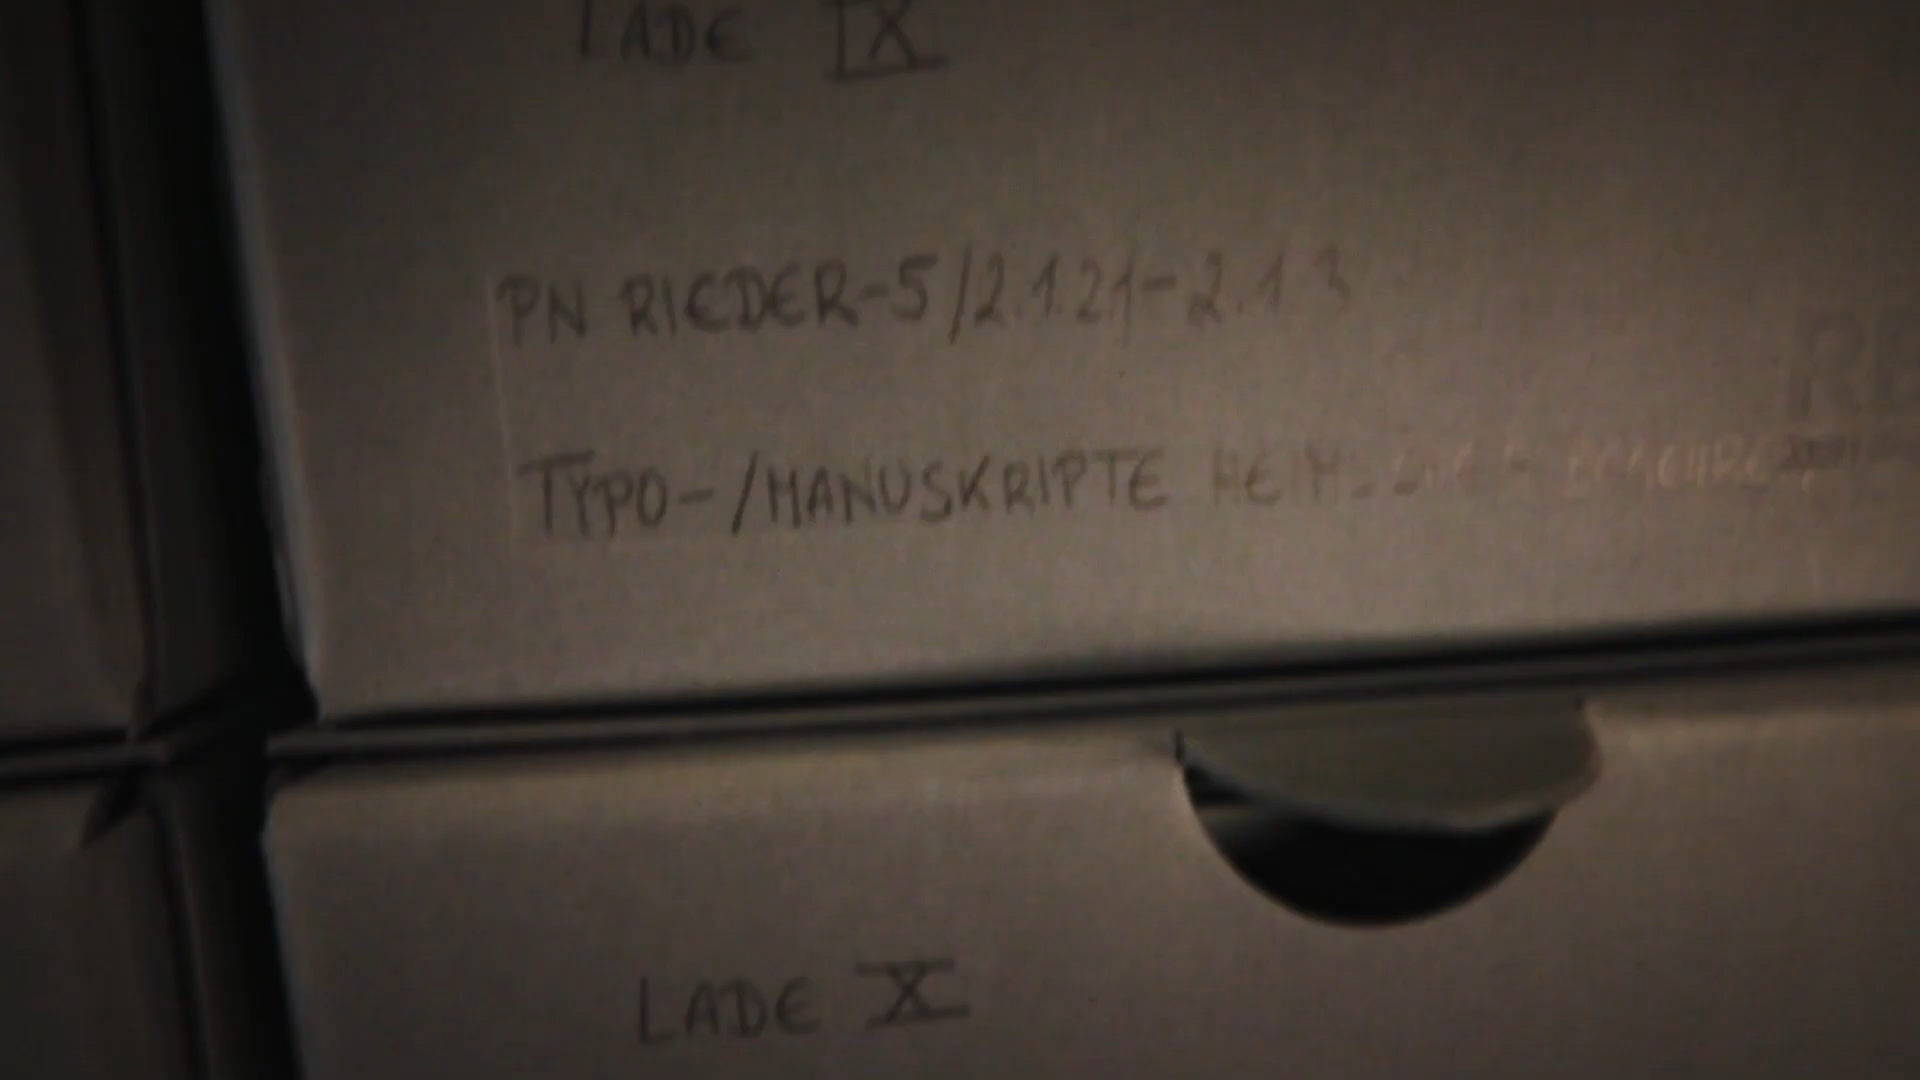 LADE IX
PN RIEDER-5/2.1.21-2.1.3
TYPO-/MANUSKRIPTE
LADE X